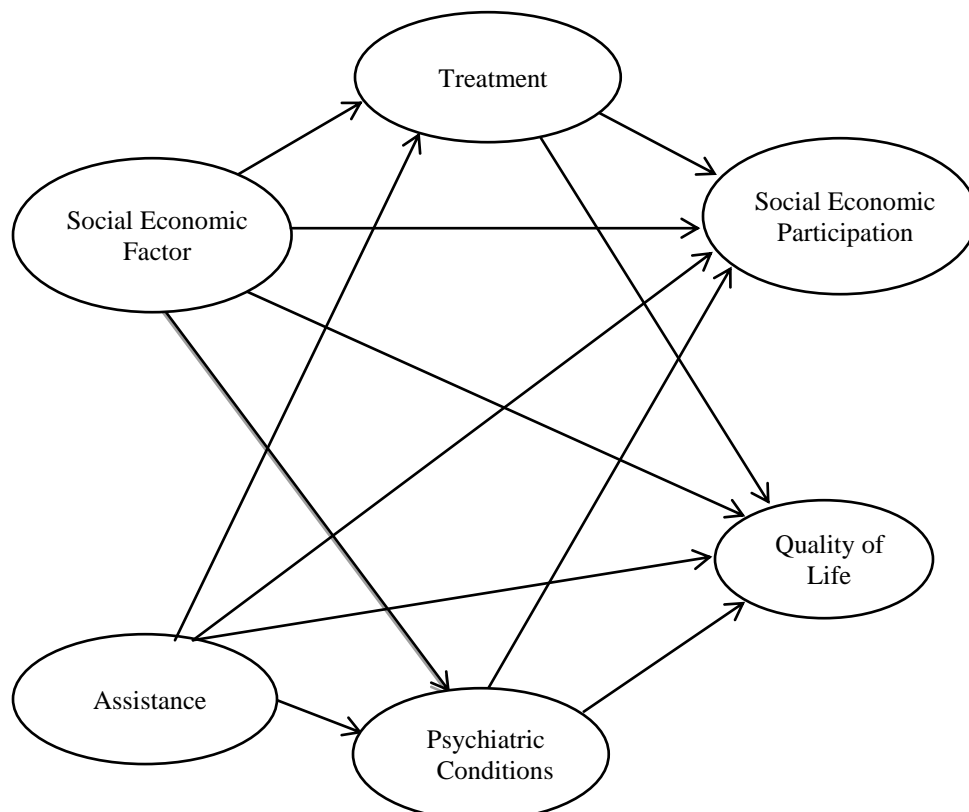 Treatment
Social Economic
Participation
Social Economic
Factor
Quality of
Life
Assistance
Psychiatric
Conditions